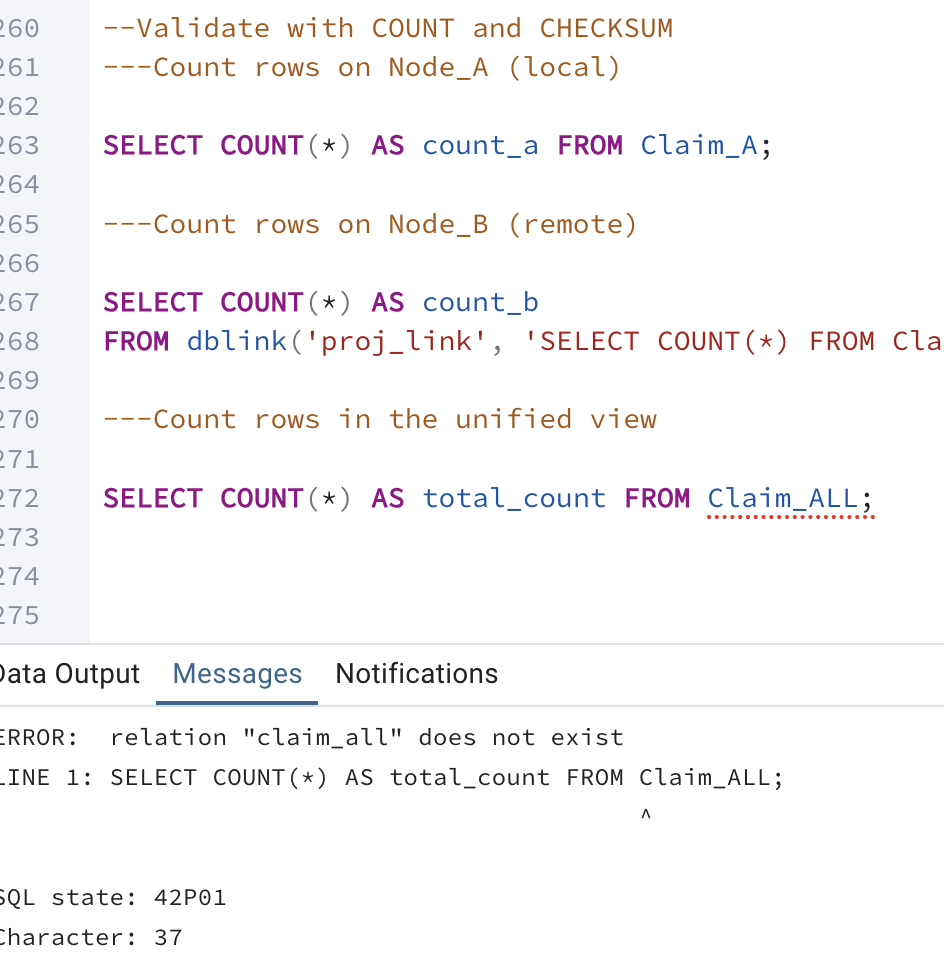 260 --Validate with COUNT and CHECKSUM
261 ---Count rows on Node_A (local)
262
263 SELECT COUNT(*) AS count_a FROM Claim_A;
264
265 ---Count rows on Node_B (remote)
266
267 SELECT COUNT(*) AS count_b
268 FROM dblink('proj_link', 'SELECT COUNT(*) FROM Cla
269
270 ---Count rows in the unified view
271
272 SELECT COUNT(*) AS total_count FROM Claim_ALL;
273
274
275
Data Output Messages Notifications
ERROR:  relation "claim_all" does not exist
LINE 1: SELECT COUNT(*) AS total_count FROM Claim_ALL;
^
SQL state: 42P01
Character: 37